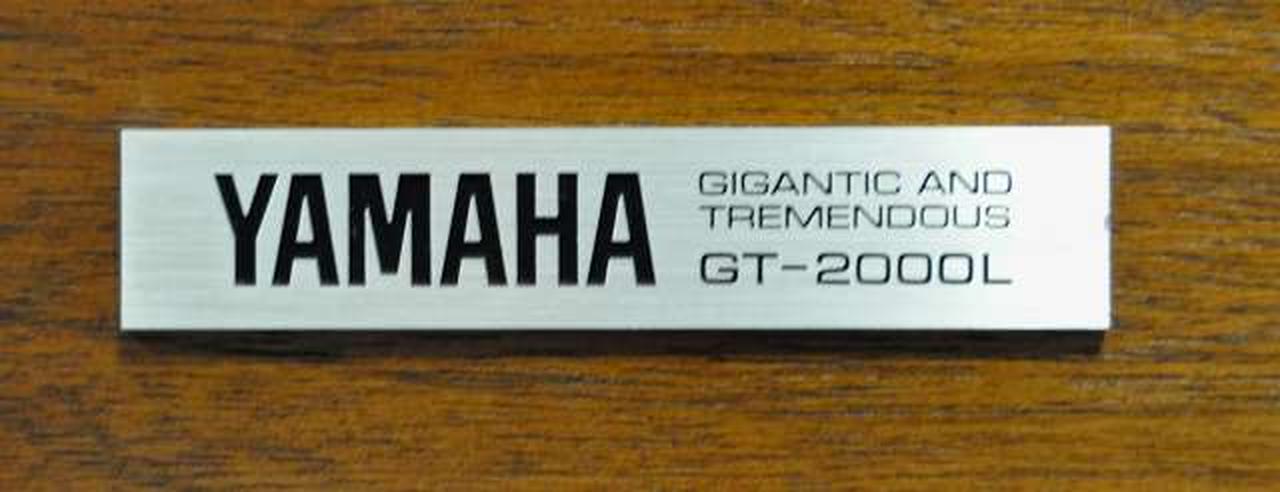 YAMAHA
GIGANTIC AND
TREMENDOUS
GT-2000L